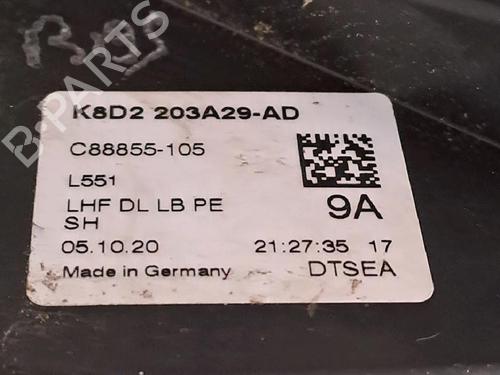 B-PARTS
K8D2 203A29-AD
C88855-105
L551
LHF DL LB PE
SH
9A
05.10.20 21:27:35 17
Made in Germany DTSEA